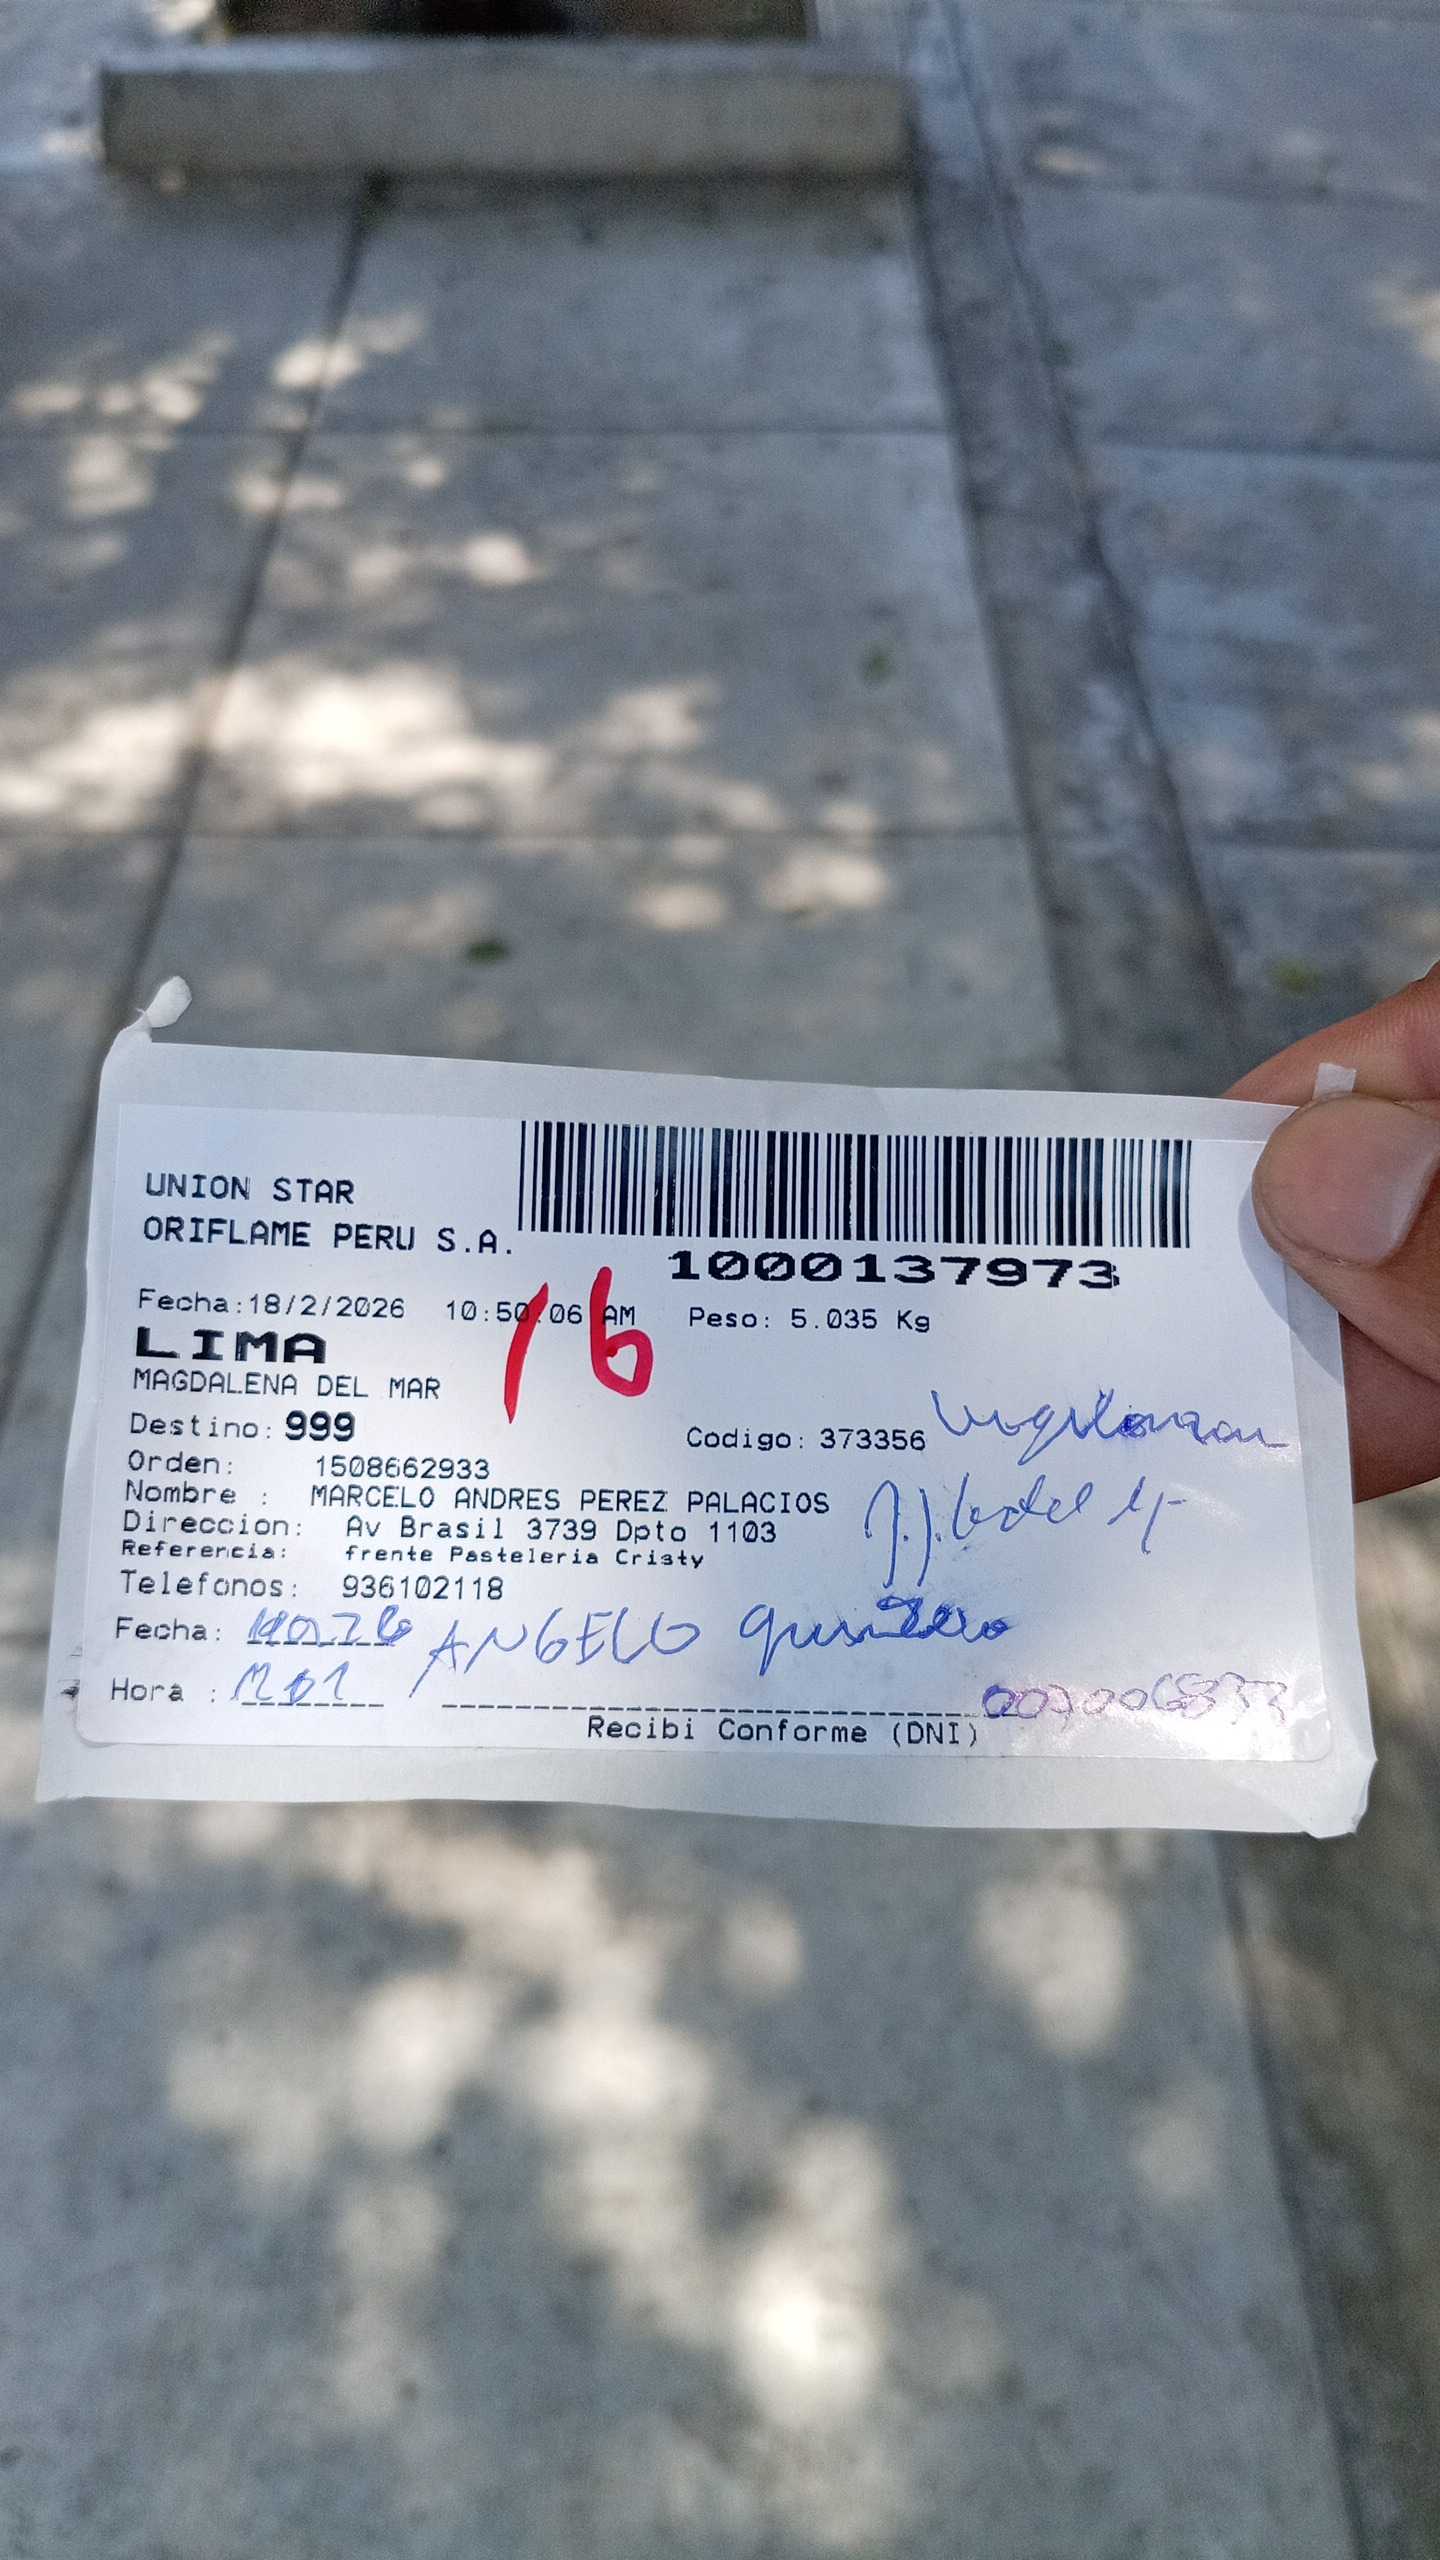 UNION STAR
ORIFLAME PERU S.A.
1000137973
Fecha:18/2/2026 10:50:06 AM Peso: 5.035 Kg
16
LIMA
MAGDALENA DEL MAR
Destino: 999 Codigo: 373356
Orden: 1508662933
Nombre : MARCELO ANDRES PEREZ PALACIOS
Direccion: Av Brasil 3739 Dpto 1103
Referencia: frente Pasteleria Cristy
Telefonos: 936102118
Fecha: ANGELO
Hora :
Recibi Conforme (DNI)